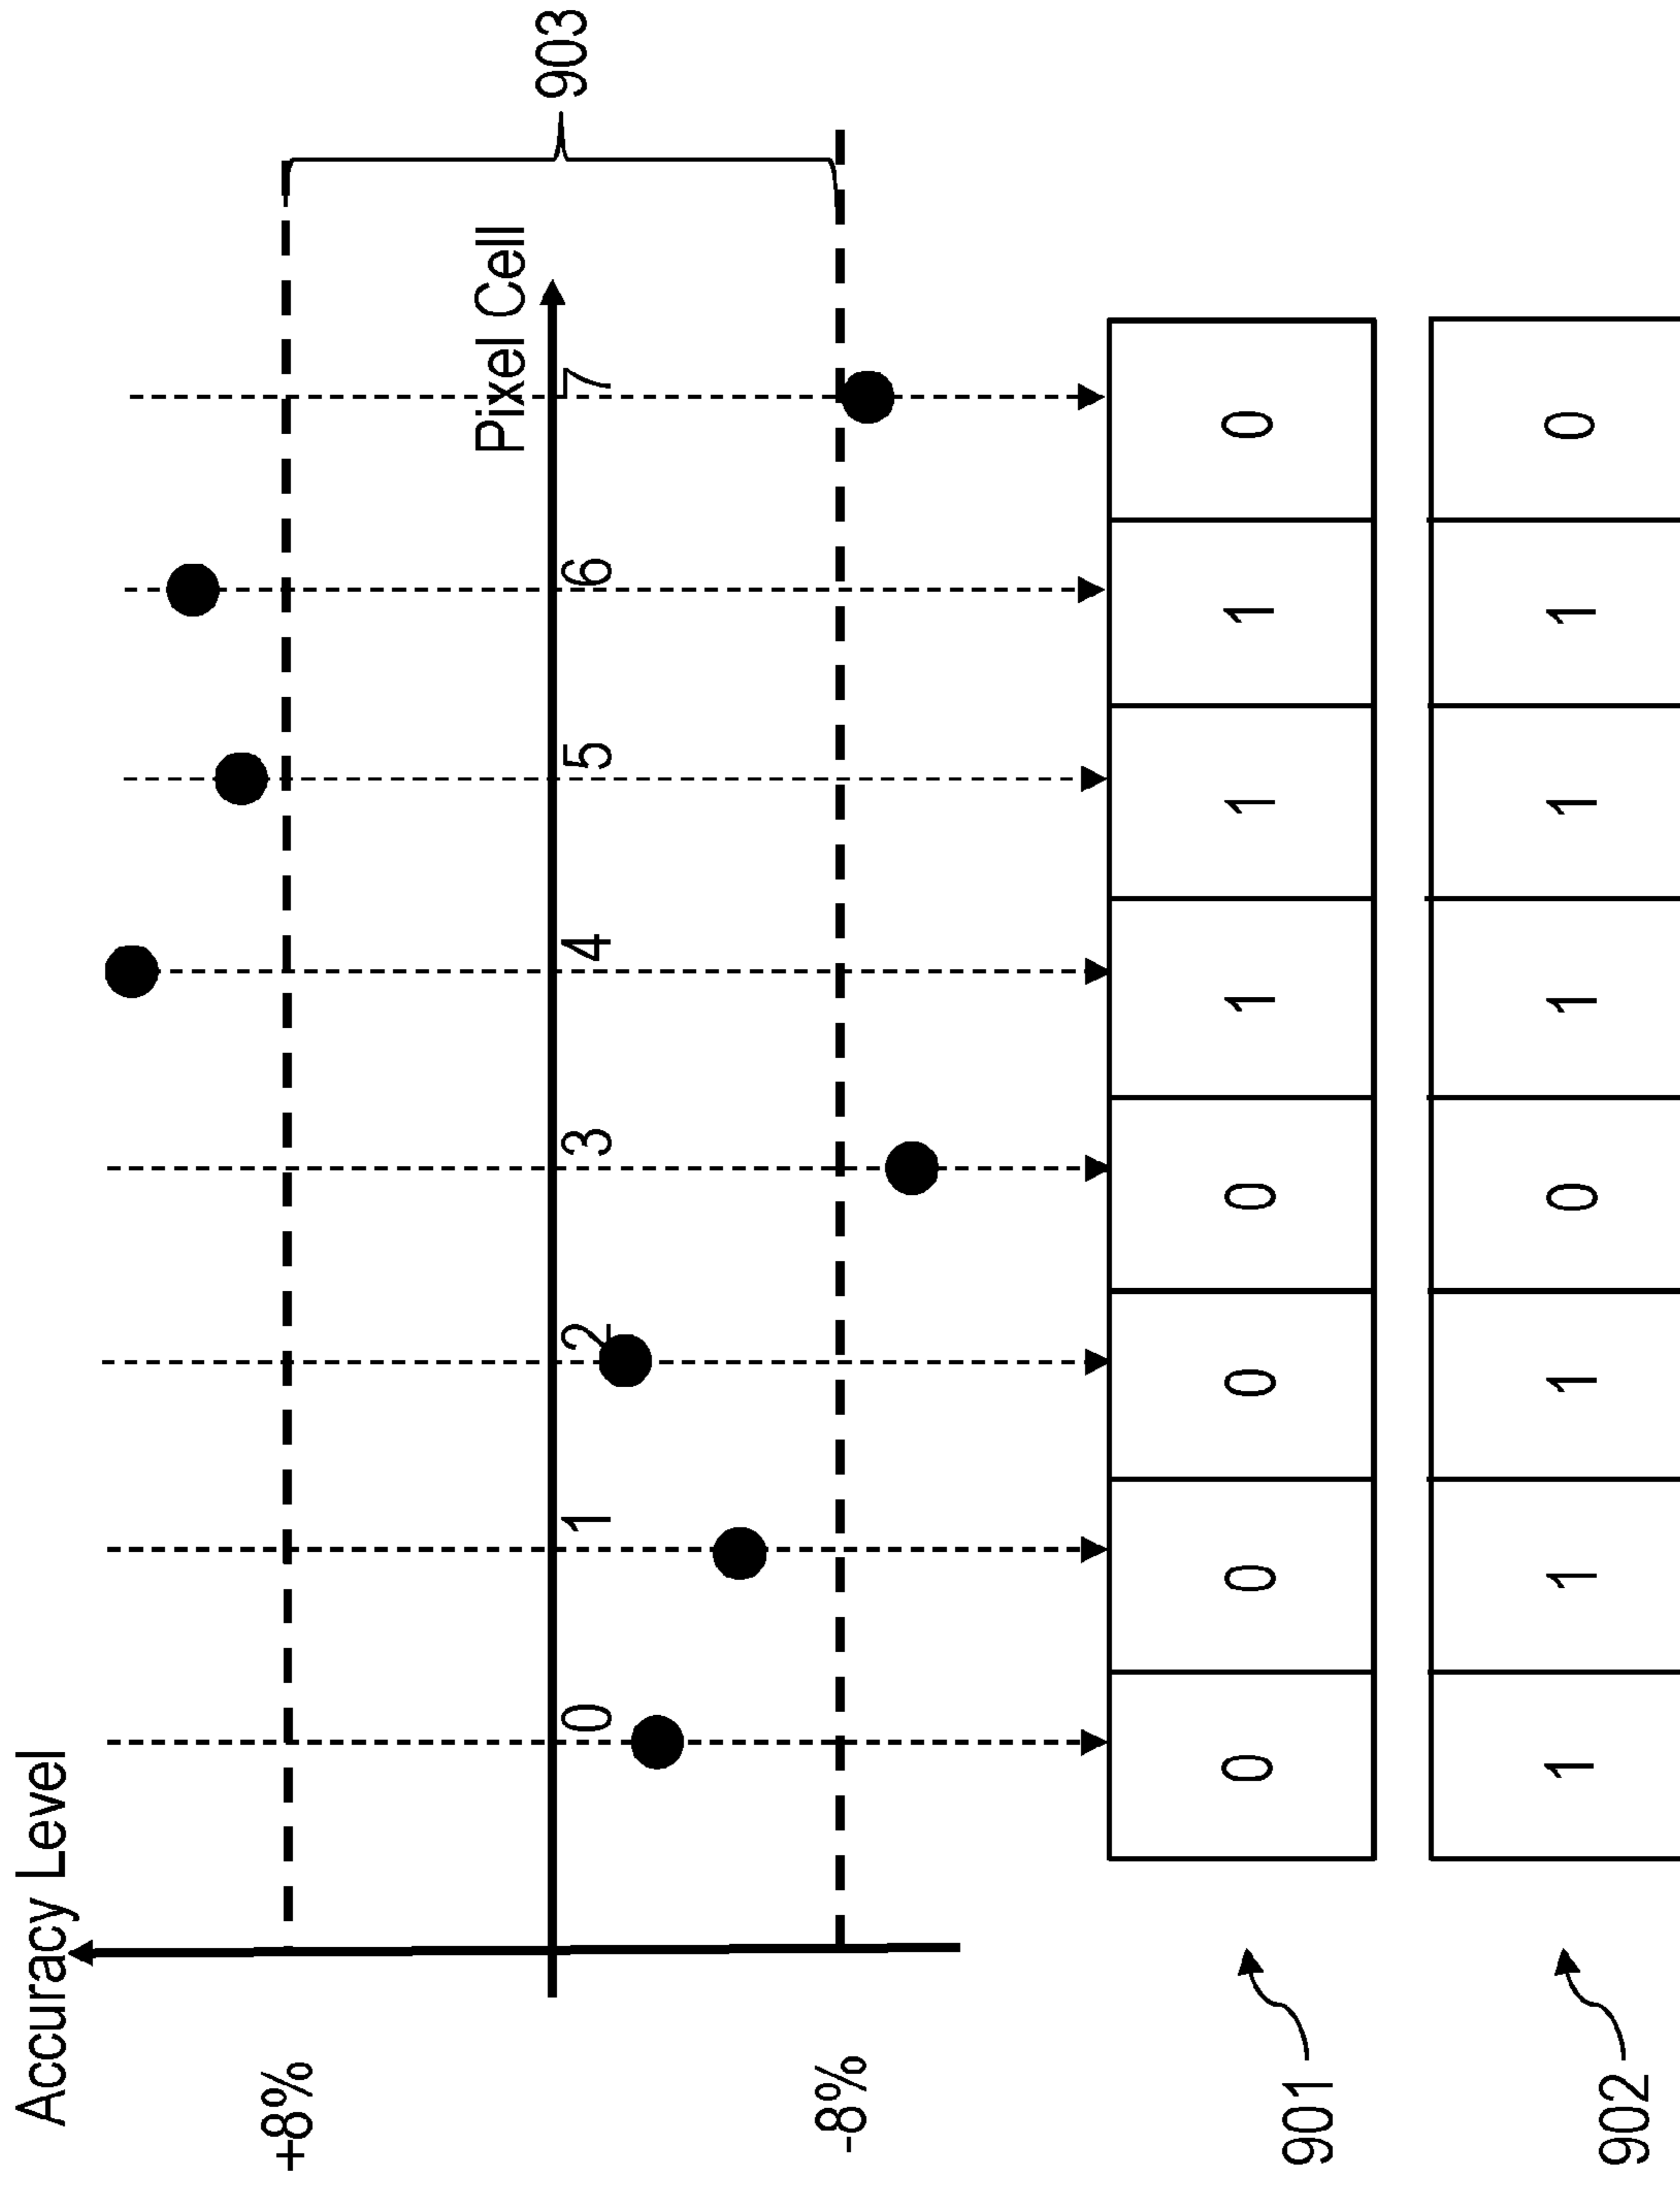 Accuracy Level
+8%
903
Pixel Cell
0 1 2 3 4 5 6 7
-8%
901
0 0 0 0 1 1 1 0
902
1 1 1 0 1 1 1 0